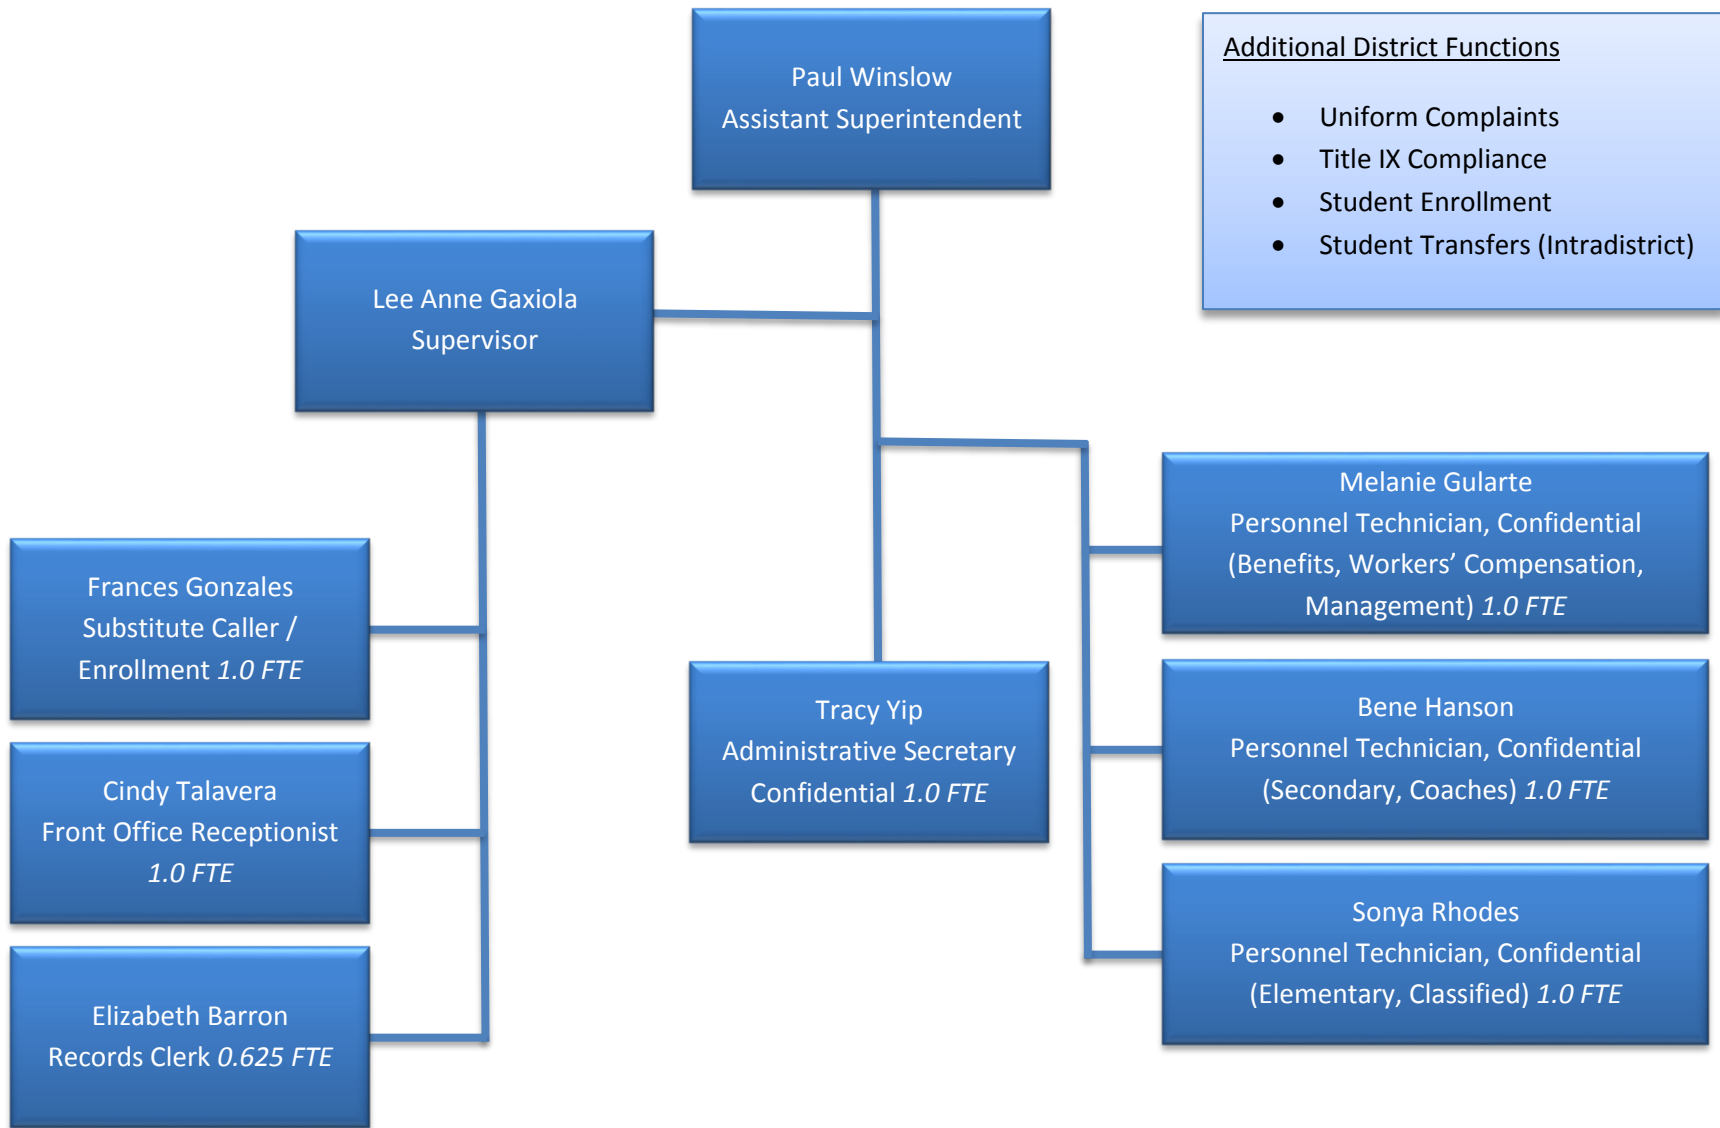 Paul Winslow
Assistant Superintendent
Additional District Functions
• Uniform Complaints
• Title IX Compliance
• Student Enrollment
• Student Transfers (Intradistrict)
Lee Anne Gaxiola
Supervisor
Frances Gonzales
Substitute Caller /
Enrollment 1.0 FTE
Cindy Talavera
Front Office Receptionist
1.0 FTE
Elizabeth Barron
Records Clerk 0.625 FTE
Tracy Yip
Administrative Secretary
Confidential 1.0 FTE
Melanie Gularte
Personnel Technician, Confidential
(Benefits, Workers’ Compensation,
Management) 1.0 FTE
Bene Hanson
Personnel Technician, Confidential
(Secondary, Coaches) 1.0 FTE
Sonya Rhodes
Personnel Technician, Confidential
(Elementary, Classified) 1.0 FTE